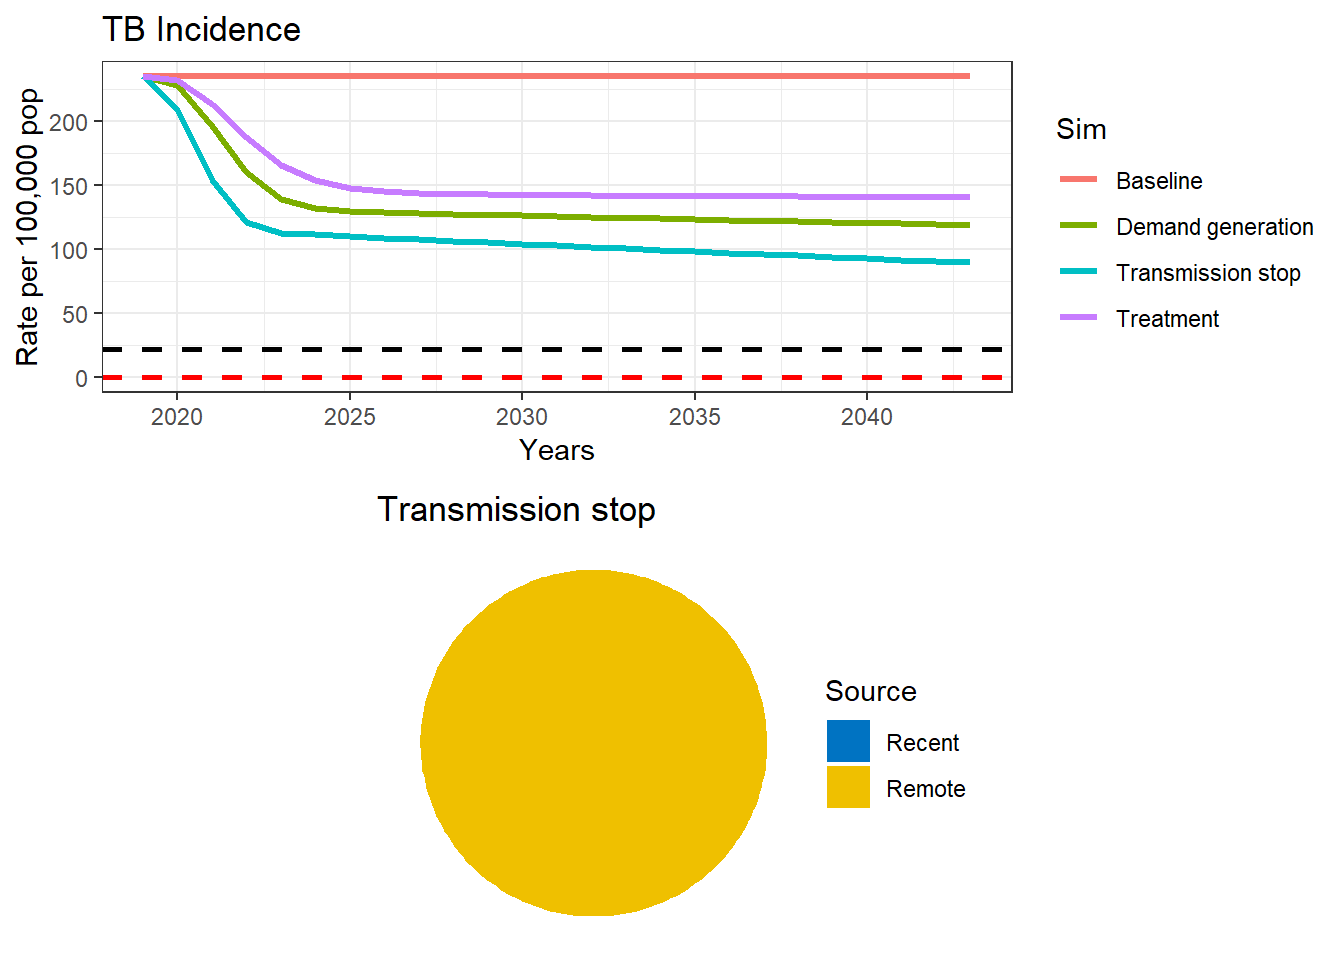 TB Incidence
Rate per 100,000 pop
200
150
100
50
0
2020 2025 2030 2035 2040
Years
Sim
Baseline
Demand generation
Transmission stop
Treatment
Transmission stop
Source
Recent
Remote